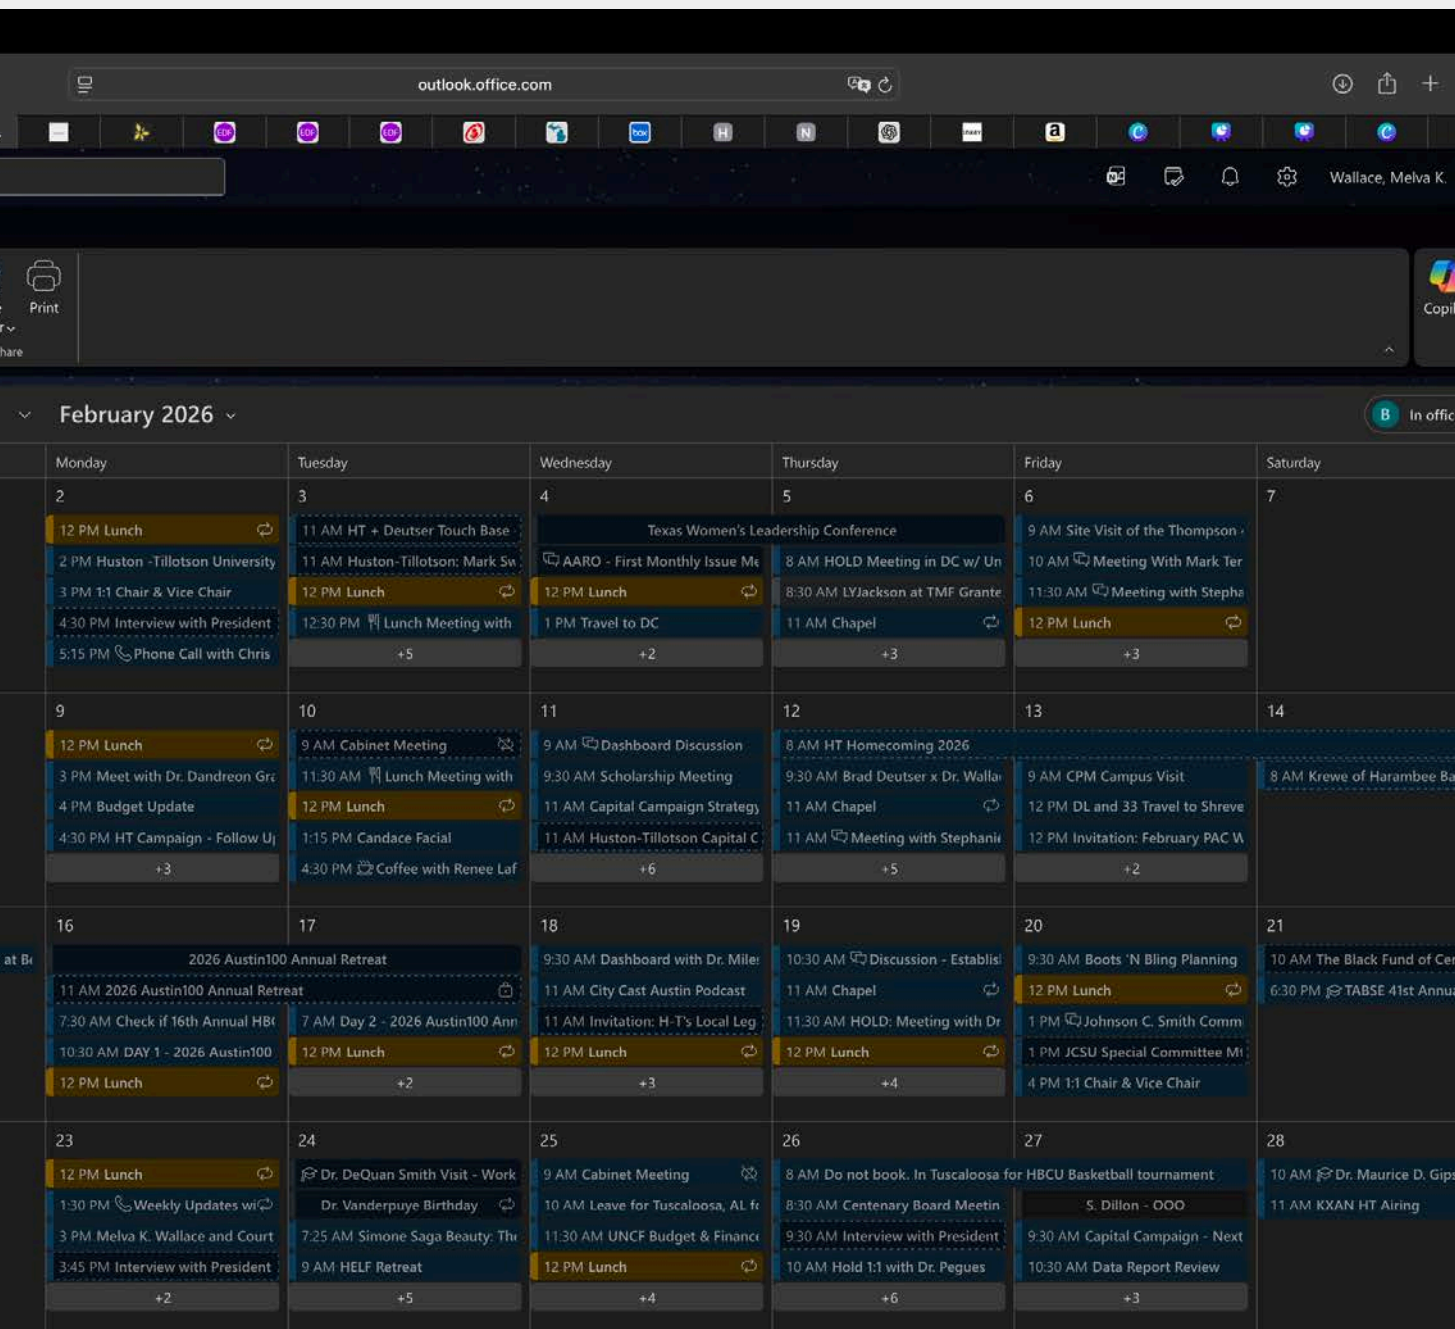 outlook.office.com
EDF
EDF
EDF
box
H
N
a
C
C
Wallace, Melva K.
Print
hare
Copil
February 2026
B In offic
Monday
Tuesday
Wednesday
Thursday
Friday
Saturday
2
12 PM Lunch
2 PM Huston -Tillotson University
3 PM 1:1 Chair & Vice Chair
4:30 PM Interview with President
5:15 PM Phone Call with Chris
3
11 AM HT + Deutser Touch Base
11 AM Huston-Tillotson: Mark Sw
12 PM Lunch
12:30 PM Lunch Meeting with
+5
4
Texas Women's Leadership Conference
AARO - First Monthly Issue Me
12 PM Lunch
1 PM Travel to DC
+2
5
8 AM HOLD Meeting in DC w/ Un
8:30 AM LYJackson at TMF Grante
11 AM Chapel
+3
6
9 AM Site Visit of the Thompson
10 AM Meeting With Mark Ter
11:30 AM Meeting with Stepha
12 PM Lunch
+3
7
9
12 PM Lunch
3 PM Meet with Dr. Dandreon Gra
4 PM Budget Update
4:30 PM HT Campaign - Follow U
+3
10
9 AM Cabinet Meeting
11:30 AM Lunch Meeting with
12 PM Lunch
1:15 PM Candace Facial
4:30 PM Coffee with Renee Laf
11
9 AM Dashboard Discussion
9:30 AM Scholarship Meeting
11 AM Capital Campaign Strategy
11 AM Huston-Tillotson Capital C
+6
12
8 AM HT Homecoming 2026
9:30 AM Brad Deutser x Dr. Walla
11 AM Chapel
11 AM Meeting with Stephanie
+5
13
9 AM CPM Campus Visit
12 PM DL and 33 Travel to Shreve
12 PM Invitation: February PAC W
+2
14
8 AM Krewe of Harambee Ba
at Be
16
2026 Austin100 Annual Retreat
11 AM 2026 Austin100 Annual Retreat
7:30 AM Check if 16th Annual HB
10:30 AM DAY 1 - 2026 Austin100
12 PM Lunch
17
7 AM Day 2 - 2026 Austin100 Ann
12 PM Lunch
+2
18
9:30 AM Dashboard with Dr. Miles
11 AM City Cast Austin Podcast
11 AM Invitation: H-T's Local Leg
12 PM Lunch
+3
19
10:30 AM Discussion - Establis
11 AM Chapel
11:30 AM HOLD: Meeting with Dr
12 PM Lunch
+4
20
9:30 AM Boots 'N Bling Planning
12 PM Lunch
1 PM Johnson C. Smith Comm
1 PM JCSU Special Committee Mt
4 PM 1:1 Chair & Vice Chair
21
10 AM The Black Fund of Cer
6:30 PM TABSE 41st Annua
23
12 PM Lunch
1:30 PM Weekly Updates wi
3 PM Melva K. Wallace and Court
3:45 PM Interview with President
+2
24
Dr. DeQuan Smith Visit - Work
Dr. Vanderpuye Birthday
7:25 AM Simone Saga Beauty: The
9 AM HELF Retreat
+5
25
9 AM Cabinet Meeting
10 AM Leave for Tuscaloosa, AL fo
11:30 AM UNCF Budget & Finance
12 PM Lunch
+4
26
8 AM Do not book. In Tuscaloosa for HBCU Basketball tournament
8:30 AM Centenary Board Meetin
9:30 AM Interview with President
10 AM Hold 1:1 with Dr. Pegues
+6
27
S. Dillon - OOO
9:30 AM Capital Campaign - Next
10:30 AM Data Report Review
+3
28
10 AM Dr. Maurice D. Gips
11 AM KXAN HT Airing